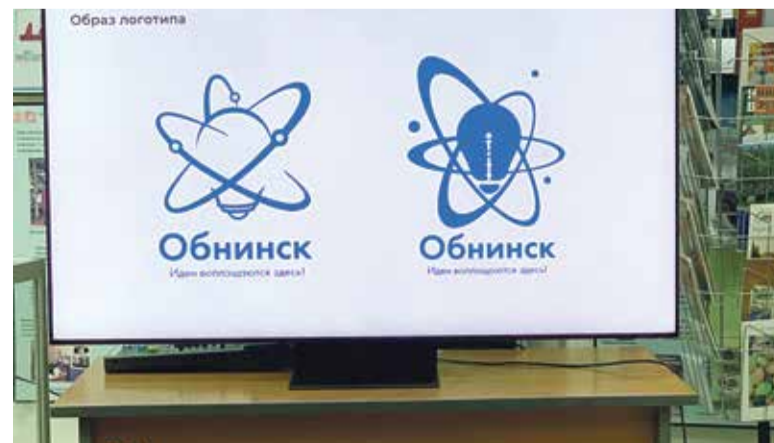 Образ логотипа
Обнинск
Идеи воплощаются здесь!
Обнинск
Идеи воплощаются здесь!